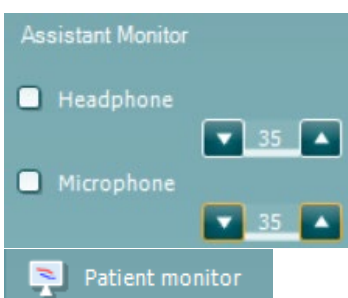 Assistant Monitor
Headphone
35
Microphone
35
Patient monitor